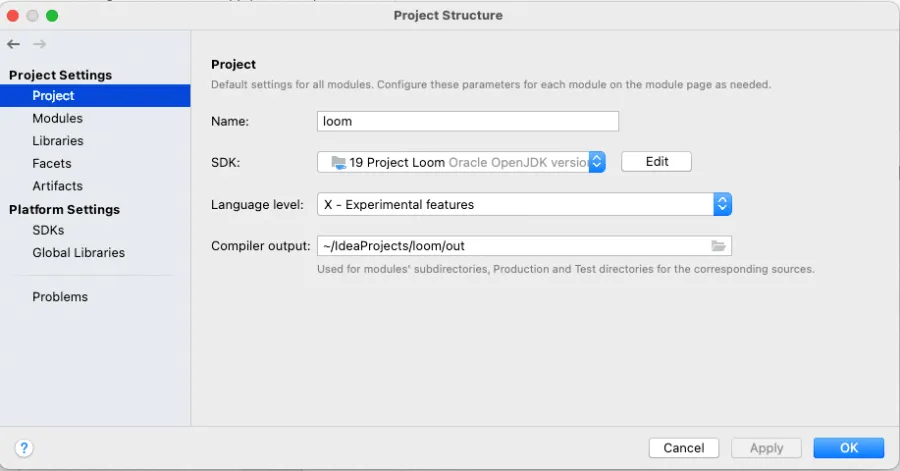 Project Structure
Project Settings
Project
Modules
Libraries
Facets
Artifacts
Platform Settings
SDKs
Global Libraries
Problems
Project
Default settings for all modules. Configure these parameters for each module on the module page as needed.
Name: loom
SDK: 19 Project Loom Oracle OpenJDK versio Edit
Language level: X - Experimental features
Compiler output: ~/IdeaProjects/loom/out
Used for modules' subdirectories, Production and Test directories for the corresponding sources.
? Cancel Apply OK